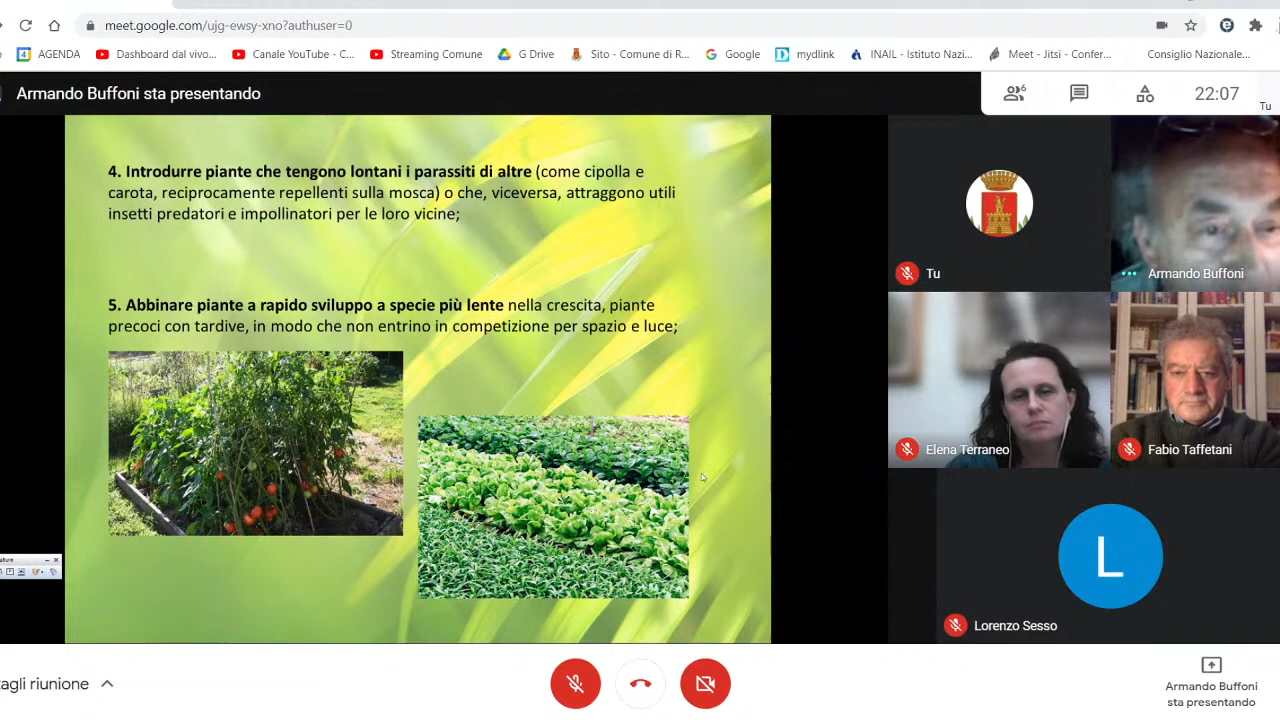 meet.google.com/ujg-ewsy-xno?authuser=0
AGENDA
Dashboard dal vivo...
Canale YouTube - C...
Streaming Comune
G Drive
Sito - Comune di R...
Google
mydlink
INAIL - Istituto Nazi...
Meet - Jitsi - Confer...
Consiglio Nazionale...
Armando Buffoni sta presentando
6
22:07
Tu
4. Introdurre piante che tengono lontani i parassiti di altre (come cipolla e
carota, reciprocamente repellenti sulla mosca) o che, viceversa, attraggono utili
insetti predatori e impollinatori per le loro vicine;
5. Abbinare piante a rapido sviluppo a specie più lente nella crescita, piante
precoci con tardive, in modo che non entrino in competizione per spazio e luce;
Tu
Armando Buffoni
Elena Terraneo
Fabio Taffetani
L
Lorenzo Sesso
tagli riunione
Armando Buffoni
sta presentando